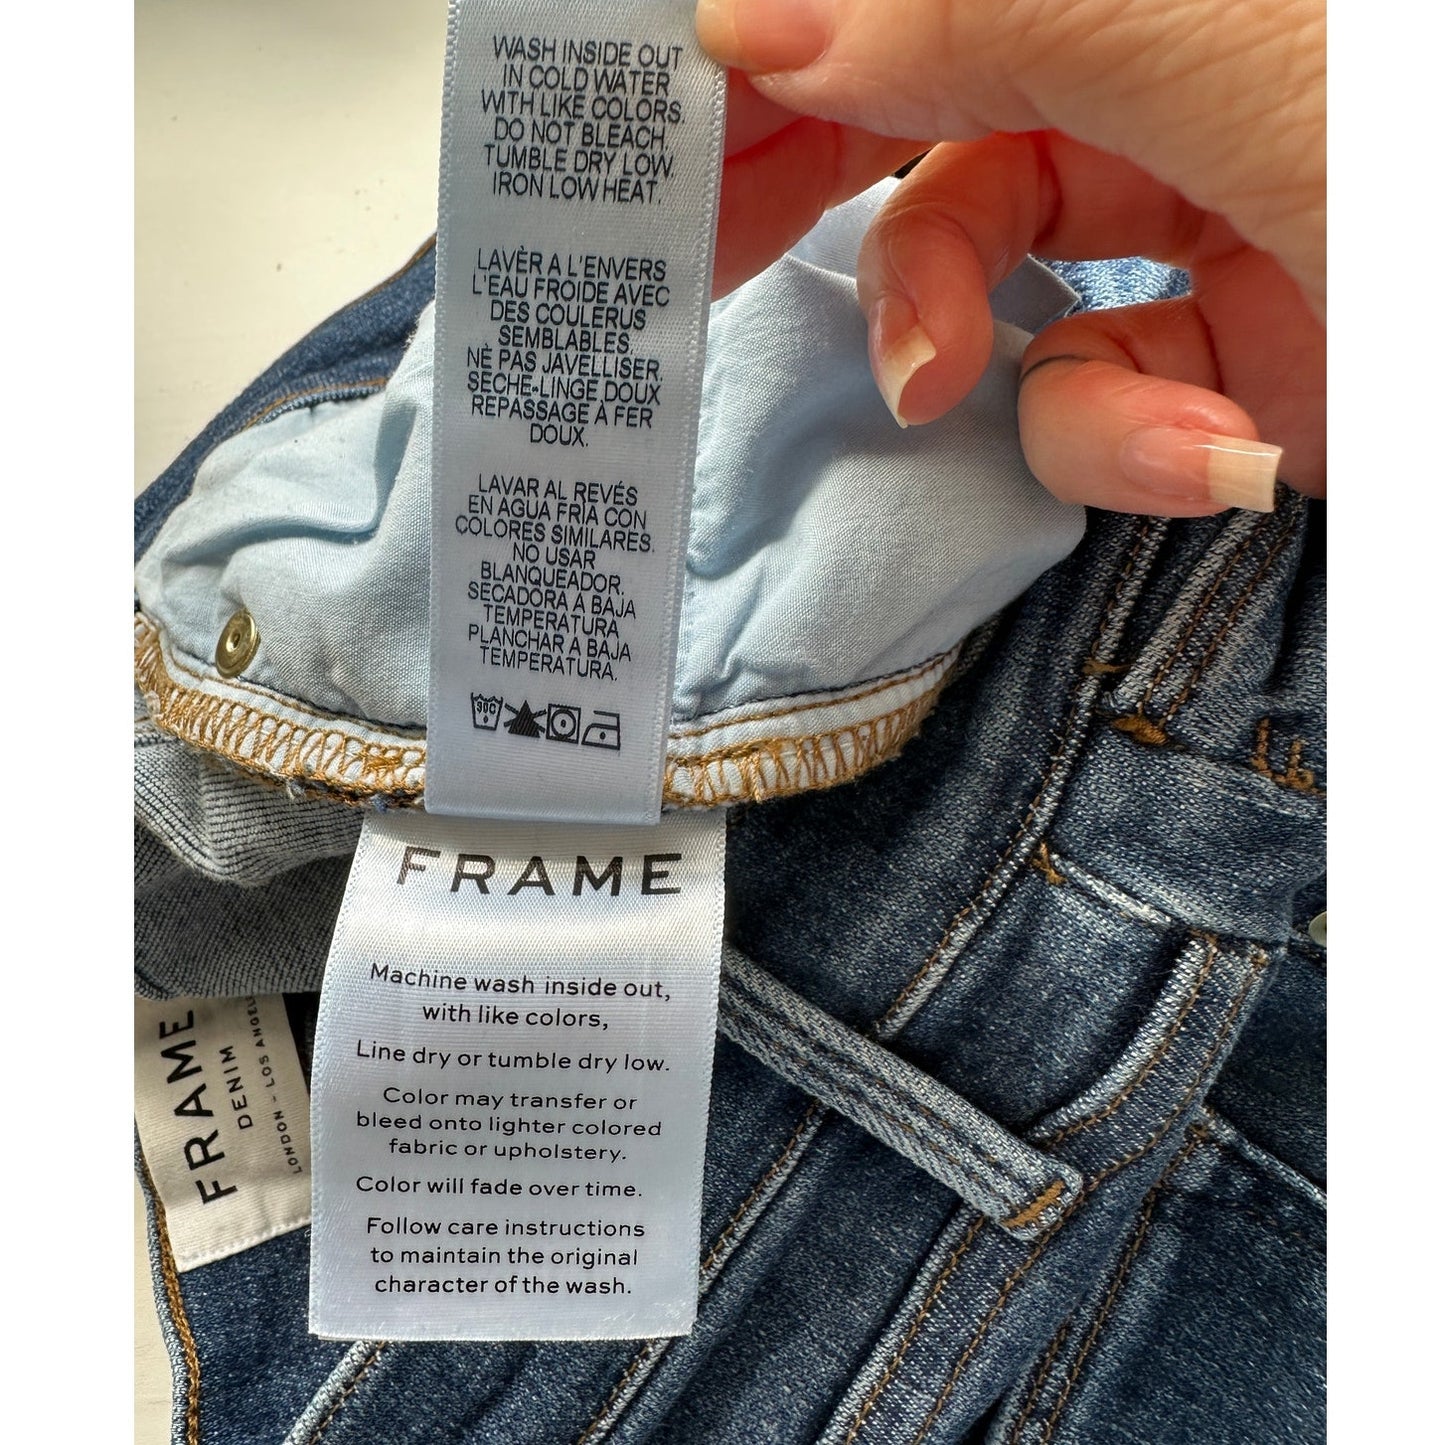 WASH INSIDE OUT
IN COLD WATER
WITH LIKE COLORS.
DO NOT BLEACH.
TUMBLE DRY LOW.
IRON LOW HEAT.
LAVÈR A L'ENVERS
L'EAU FROIDE AVEC
DES COULERUS
SEMBLABLES.
NÈ PAS JAVELLISER.
SECHE-LINGE DOUX
REPASSAGE À FER
DOUX.
LAVAR AL REVÉS
EN AGUA FRIA CON
COLORES SIMILARES.
NO USAR
BLANQUEADOR.
SECADORA A BAJA
TEMPERATURA
PLANCHAR A BAJA
TEMPERATURA.
30C
FRAME
Machine wash inside out,
with like colors,
Line dry or tumble dry low.
Color may transfer or
bleed onto lighter colored
fabric or upholstery.
Color will fade over time.
Follow care instructions
to maintain the original
character of the wash.
FRAME
DENIM
LONDON - LOS ANGELE